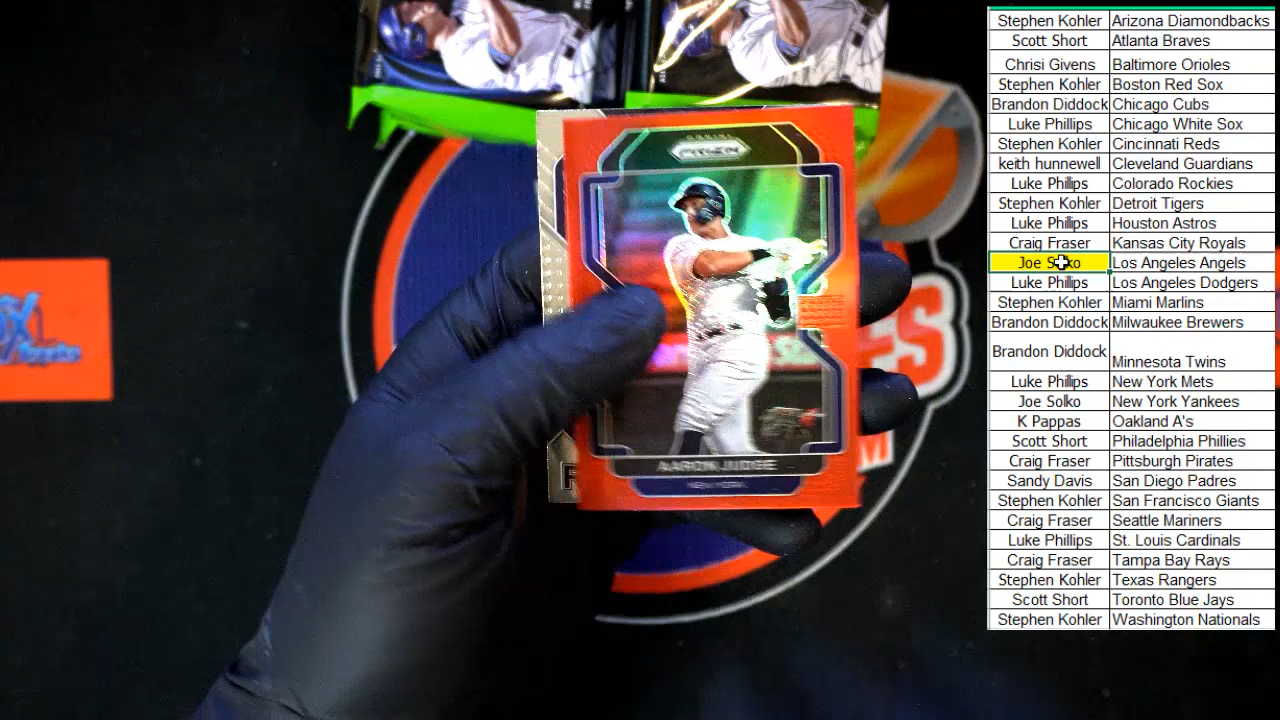 Stephen Kohler Arizona Diamondbacks
Scott Short Atlanta Braves
Chrisi Givens Baltimore Orioles
Stephen Kohler Boston Red Sox
Brandon Diddock Chicago Cubs
Luke Phillips Chicago White Sox
Stephen Kohler Cincinnati Reds
keith hunnewell Cleveland Guardians
Luke Phillips Colorado Rockies
Stephen Kohler Detroit Tigers
Luke Phillips Houston Astros
Craig Fraser Kansas City Royals
Joe Solko Los Angeles Angels
Luke Phillips Los Angeles Dodgers
Stephen Kohler Miami Marlins
Brandon Diddock Milwaukee Brewers
Brandon Diddock Minnesota Twins
Luke Phillips New York Mets
Joe Solko New York Yankees
K Pappas Oakland A's
Scott Short Philadelphia Phillies
Craig Fraser Pittsburgh Pirates
Sandy Davis San Diego Padres
Stephen Kohler San Francisco Giants
Craig Fraser Seattle Mariners
Luke Phillips St. Louis Cardinals
Craig Fraser Tampa Bay Rays
Stephen Kohler Texas Rangers
Scott Short Toronto Blue Jays
Stephen Kohler Washington Nationals
PANINI
PRIZM
AARON JUDGE
NEW YORK